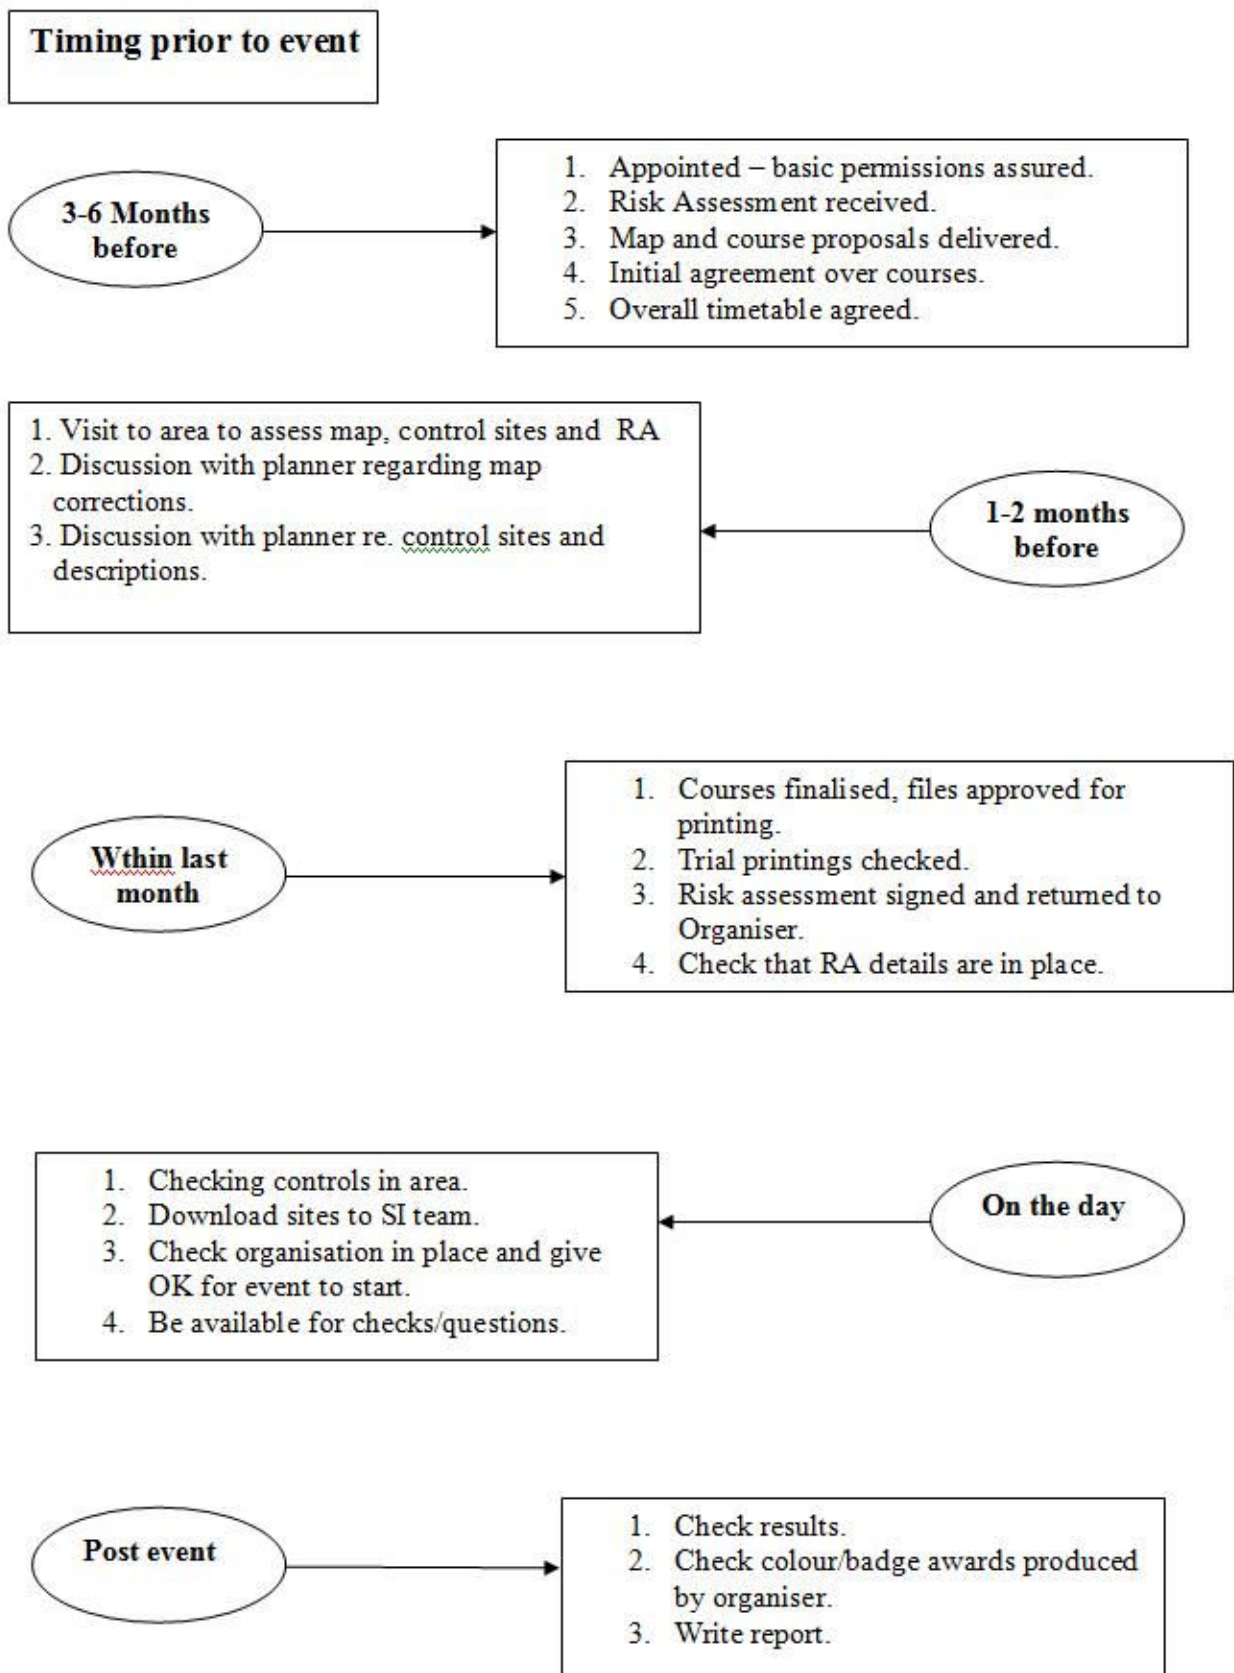 Timing prior to event
3-6 Months
before
1. Appointed – basic permissions assured.
2. Risk Assessment received.
3. Map and course proposals delivered.
4. Initial agreement over courses.
5. Overall timetable agreed.
1. Visit to area to assess map, control sites and RA
2. Discussion with planner regarding map
corrections.
3. Discussion with planner re. control sites and
descriptions.
1-2 months
before
Wthin last
month
1. Courses finalised, files approved for
printing.
2. Trial printings checked.
3. Risk assessment signed and returned to
Organiser.
4. Check that RA details are in place.
1. Checking controls in area.
2. Download sites to SI team.
3. Check organisation in place and give
OK for event to start.
4. Be available for checks/questions.
On the day
Post event
1. Check results.
2. Check colour/badge awards produced
by organiser.
3. Write report.